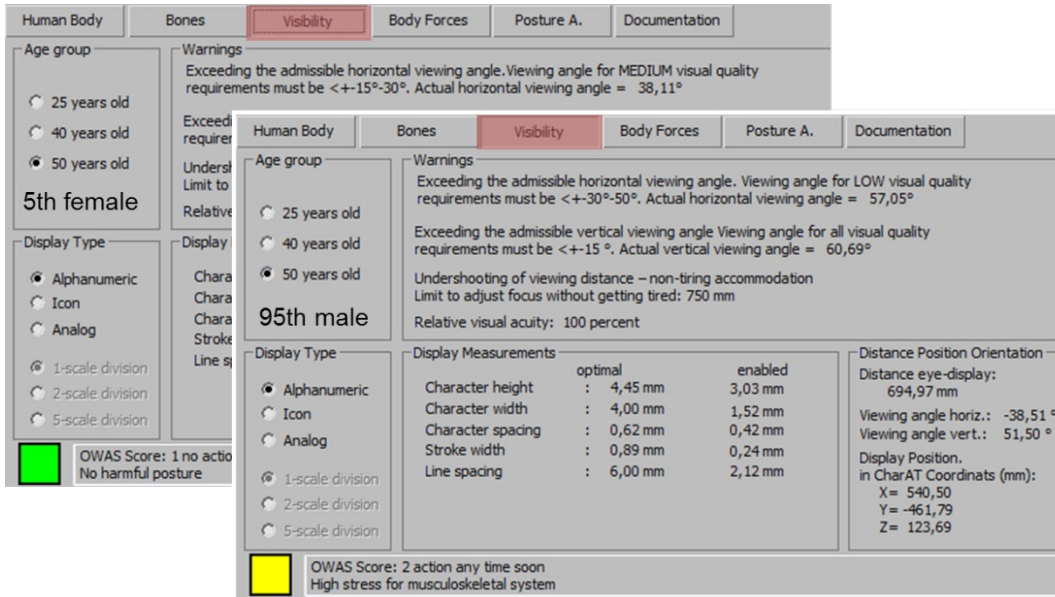 Human Body Bones Visibility Body Forces Posture A. Documentation
Age group
25 years old
40 years old
50 years old
5th female
Warnings
Exceeding the admissible horizontal viewing angle.Viewing angle for MEDIUM visual quality
requirements must be <+-15°-30°. Actual horizontal viewing angle = 38,11°
Limit to
Display Type
Alphanumeric
Icon
Analog
1-scale division
2-scale division
5-scale division
Display
Stroke
OWAS Score: 1 no actio
No harmful posture
Human Body Bones Visibility Body Forces Posture A. Documentation
Age group
25 years old
40 years old
50 years old
95th male
Warnings
Exceeding the admissible horizontal viewing angle. Viewing angle for LOW visual quality
requirements must be <+-30°-50°. Actual horizontal viewing angle = 57,05°
Exceeding the admissible vertical viewing angle Viewing angle for all visual quality
requirements must be <+-15 °. Actual vertical viewing angle = 60,69°
Undershooting of viewing distance – non-tiring accommodation
Limit to adjust focus without getting tired: 750 mm
Relative visual acuity: 100 percent
Display Type
Alphanumeric
Icon
Analog
1-scale division
2-scale division
5-scale division
Display Measurements
optimal enabled
Character height : 4,45 mm 3,03 mm
Character width : 4,00 mm 1,52 mm
Character spacing : 0,62 mm 0,42 mm
Stroke width : 0,89 mm 0,24 mm
Line spacing : 6,00 mm 2,12 mm
Distance Position Orientation
Distance eye-display:
694,97 mm
Viewing angle horiz.: -38,51 °
Viewing angle vert.: 51,50 °
Display Position.
in CharAT Coordinats (mm):
X= 540,50
Y= -461,79
Z= 123,69
OWAS Score: 2 action any time soon
High stress for musculoskeletal system